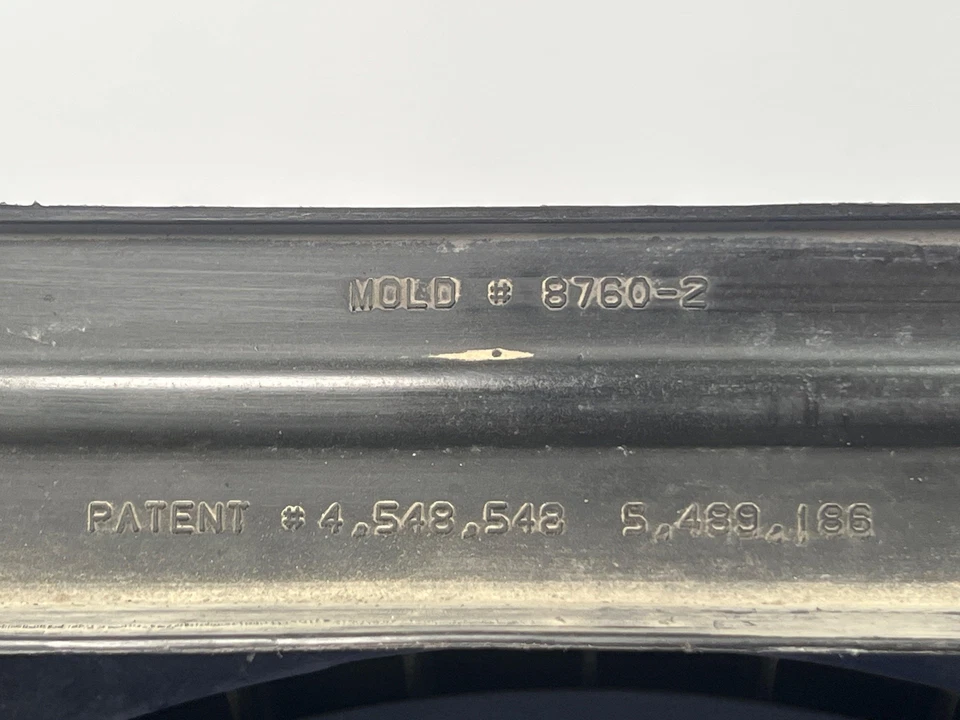 MOLD # 8760-2
PATENT # 4,548,548 5,489,186